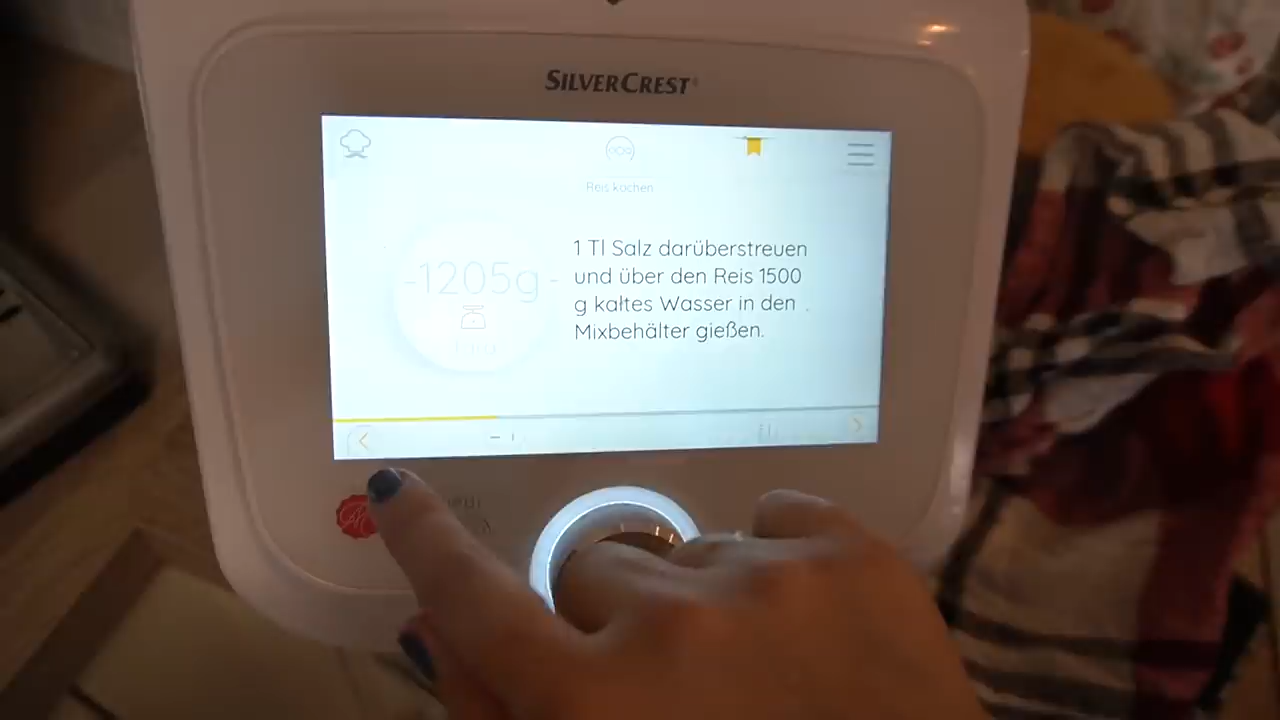 SILVERCREST
Reis kochen
-1205g
1 Tl Salz darüberstreuen
und über den Reis 1500
g kaltes Wasser in den
Mixbehälter gießen.